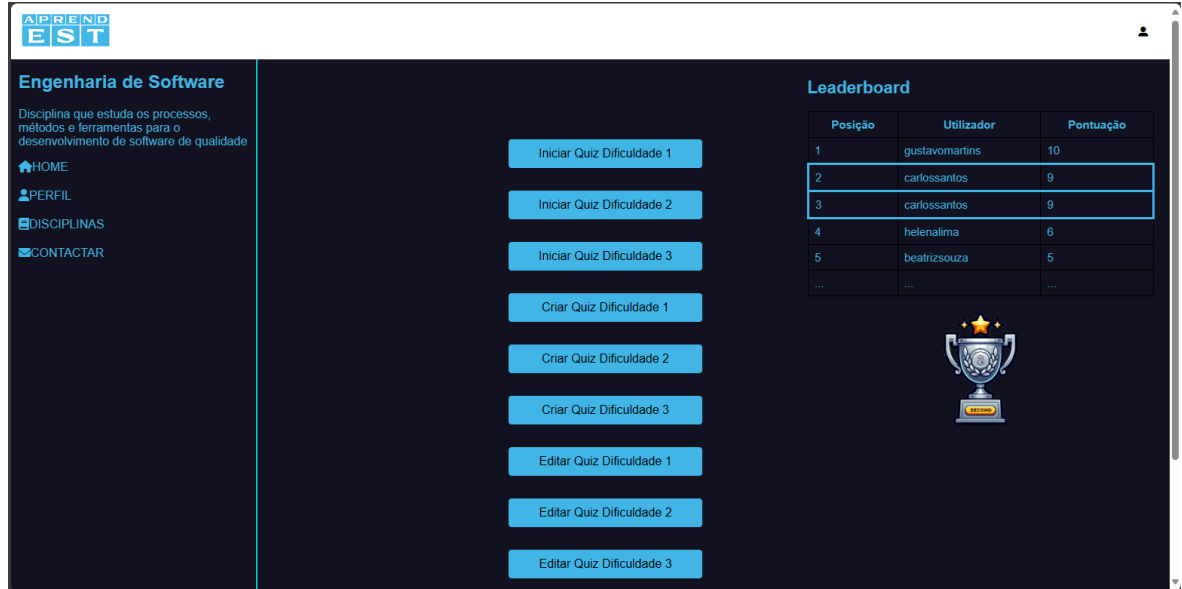 APREND
EST
Engenharia de Software
Disciplina que estuda os processos,
métodos e ferramentas para o
desenvolvimento de software de qualidade
HOME
PERFIL
DISCIPLINAS
CONTACTAR
Iniciar Quiz Dificuldade 1
Iniciar Quiz Dificuldade 2
Iniciar Quiz Dificuldade 3
Criar Quiz Dificuldade 1
Criar Quiz Dificuldade 2
Criar Quiz Dificuldade 3
Editar Quiz Dificuldade 1
Editar Quiz Dificuldade 2
Editar Quiz Dificuldade 3
Leaderboard
Posição Utilizador Pontuação
1 gustavomartins 10
2 carlossantos 9
3 carlossantos 9
4 helenalima 6
5 beatrizsouza 5
... ... ...
2
SECOND